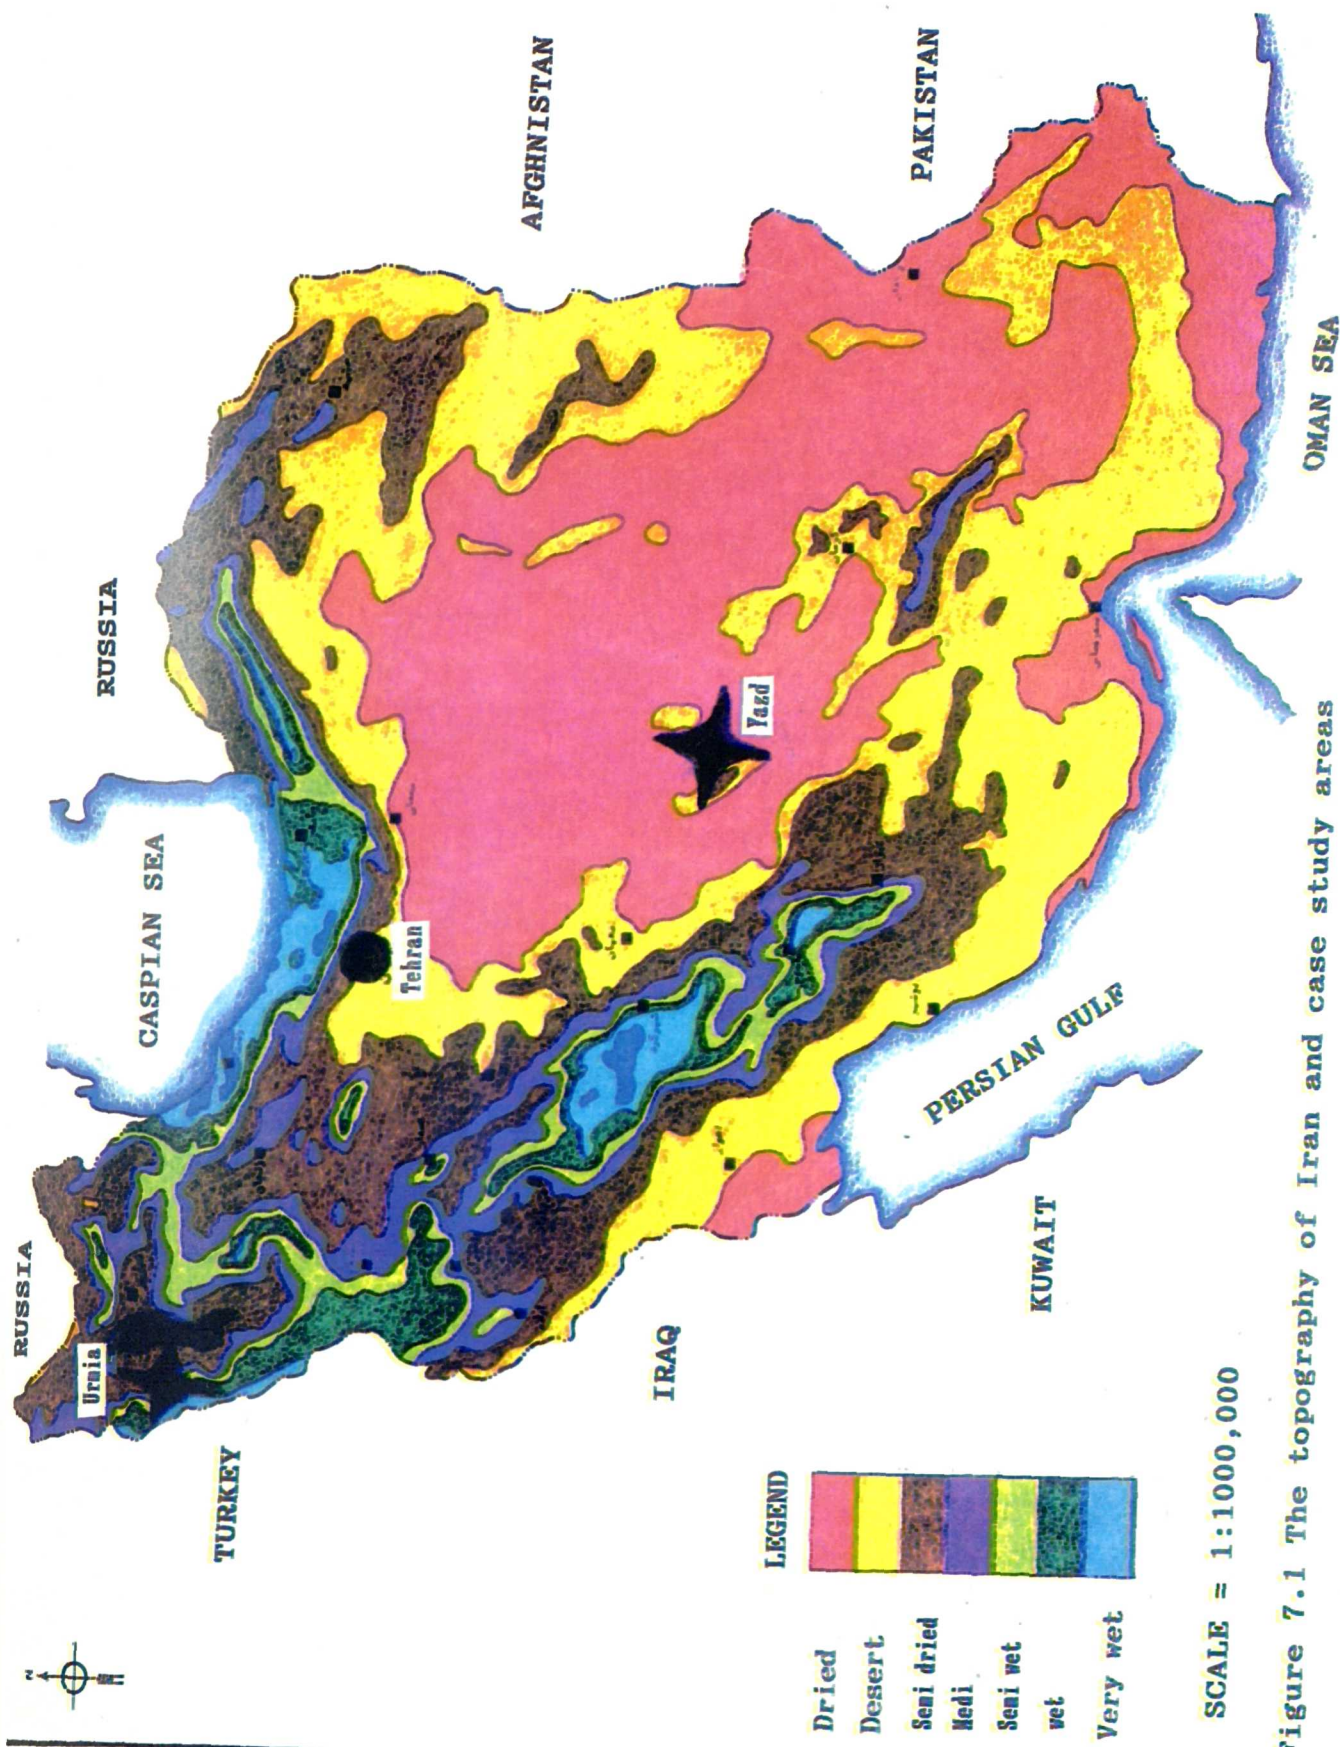 RUSSIA
RUSSIA
CASPIAN SEA
TURKEY
Urmia
Tehran
AFGHNISTAN
Yazd
IRAQ
PAKISTAN
KUWAIT
PERSIAN GULF
OMAN SEA
N
LEGEND
Dried
Desert
Semi dried
Medi
Semi wet
wet
Very wet
SCALE = 1:1000,000
igure 7.1 The topography of Iran and case study areas